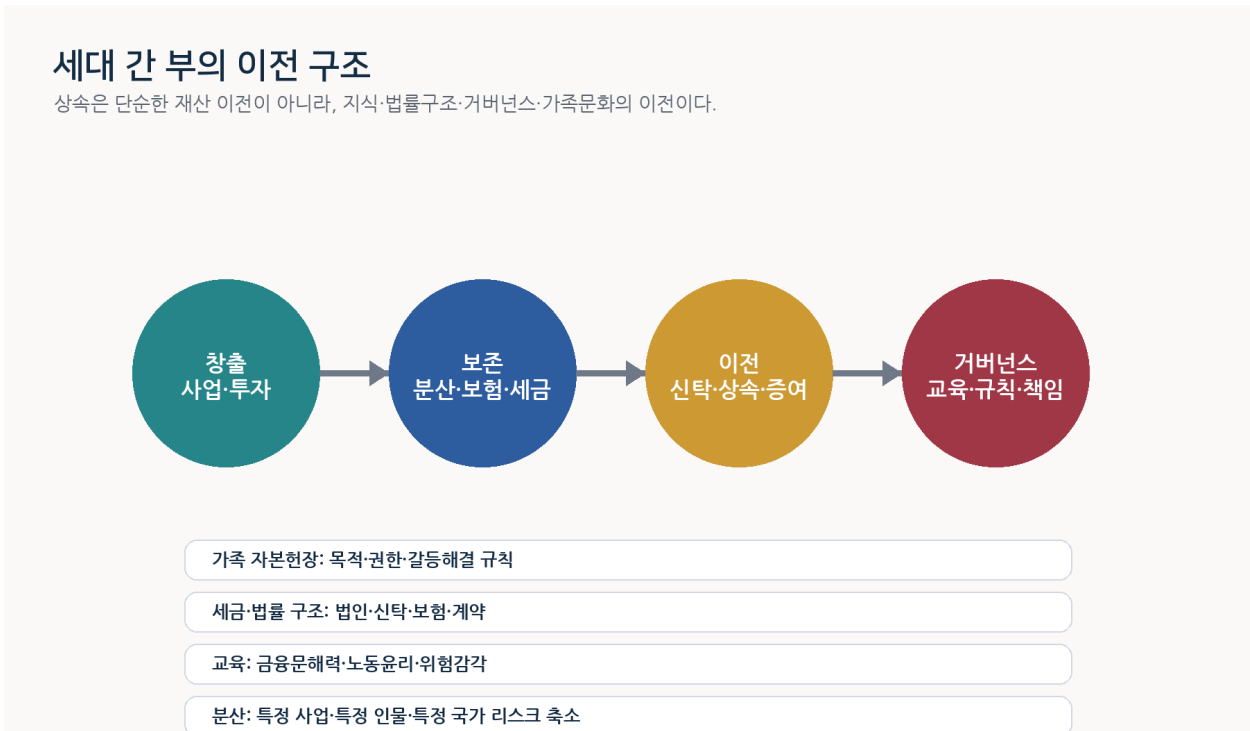 세대 간 부의 이전 구조
상속은 단순한 재산 이전이 아니라, 지식·법률구조·거버넌스·가족문화의 이전이다.
창출
사업·투자
보존
분산·보험·세금
이전
신탁·상속·증여
거버넌스
교육·규칙·책임
가족 자본헌장: 목적·권한·갈등해결 규칙
세금·법률 구조: 법인·신탁·보험·계약
교육: 금융문해력·노동윤리·위험감각
분산: 특정 사업·특정 인물·특정 국가 리스크 축소